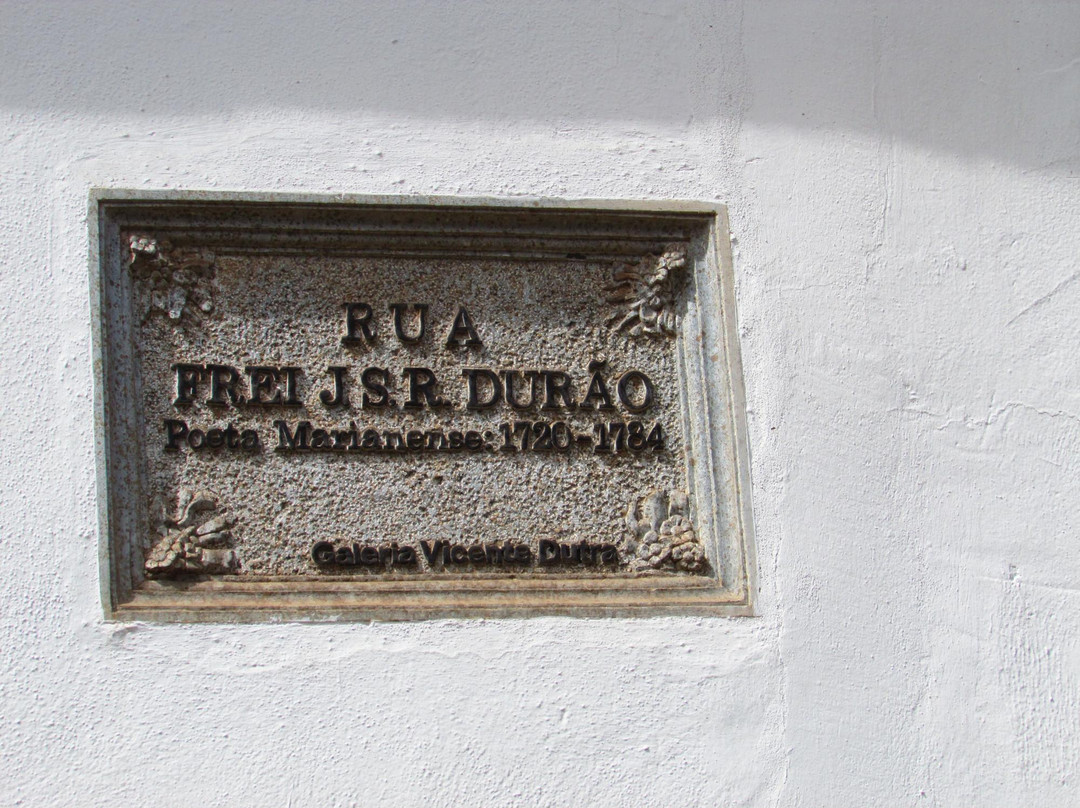 RUA
FREI J.S.R. DURÃO
Poeta Marianense: 1720-1784
Galeria Vicente Dutra